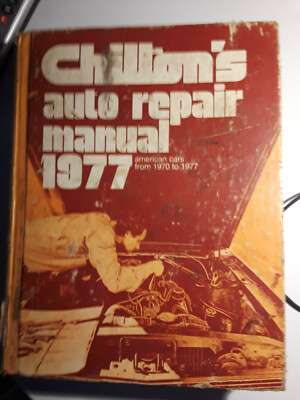 Chilton's
auto repair
manual
1977
american cars
from 1970 to 1977